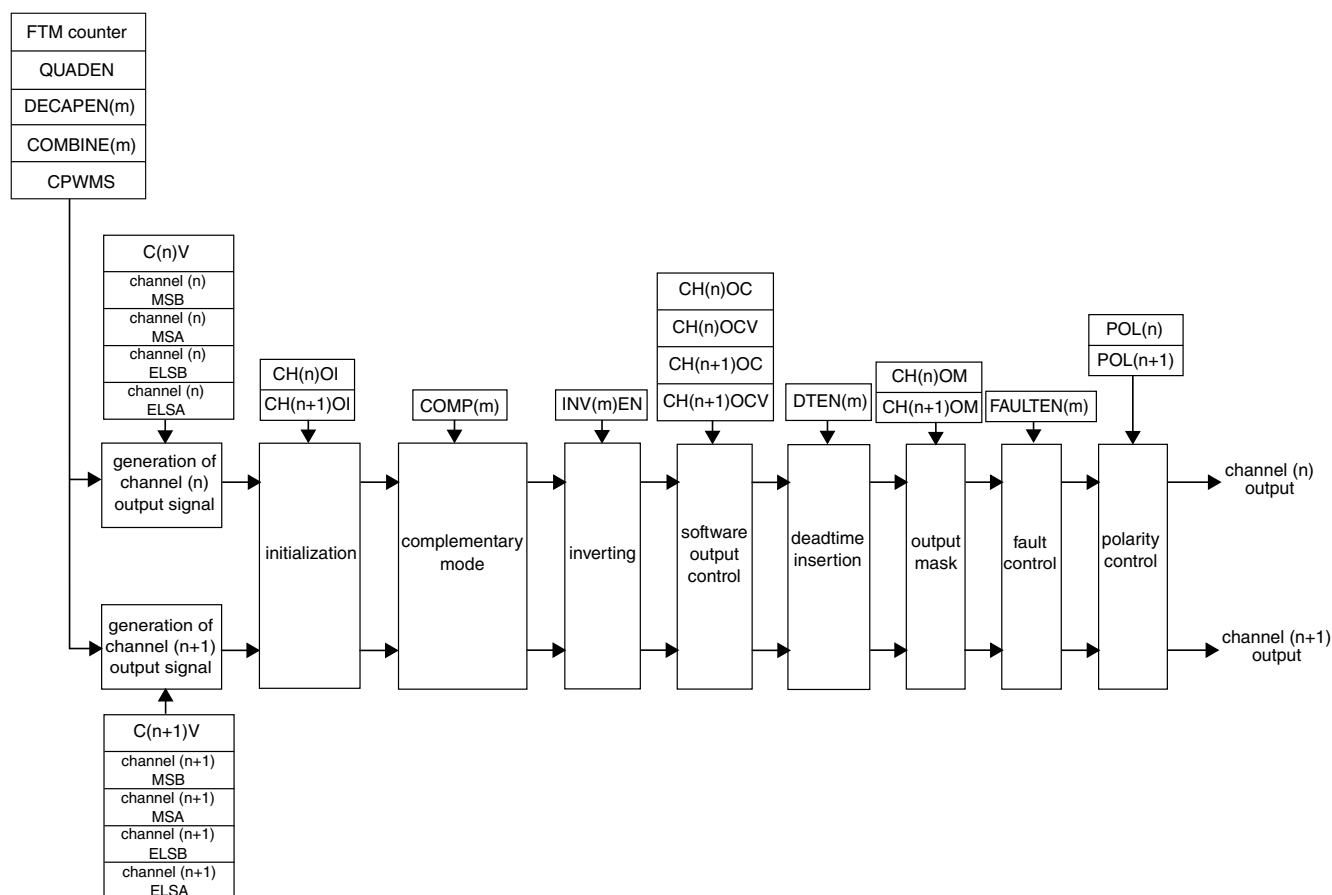 FTM counter
QUADEN
DECAPEN(m)
COMBINE(m)
CPWMS
C(n)V
channel (n)
MSB
channel (n)
MSA
channel (n)
ELSB
channel (n)
ELSA
CH(n)OI
CH(n+1)OI
COMP(m)
INV(m)EN
CH(n)OC
CH(n)OCV
CH(n+1)OC
CH(n+1)OCV
DTEN(m)
CH(n)OM
CH(n+1)OM
FAULTEN(m)
POL(n)
POL(n+1)
generation of
channel (n)
output signal
initialization
complementary
mode
inverting
software
output
control
deadtime
insertion
output
mask
fault
control
polarity
control
channel (n)
output
generation of
channel (n+1)
output signal
channel (n+1)
output
C(n+1)V
channel (n+1)
MSB
channel (n+1)
MSA
channel (n+1)
ELSB
channel (n+1)
ELSA